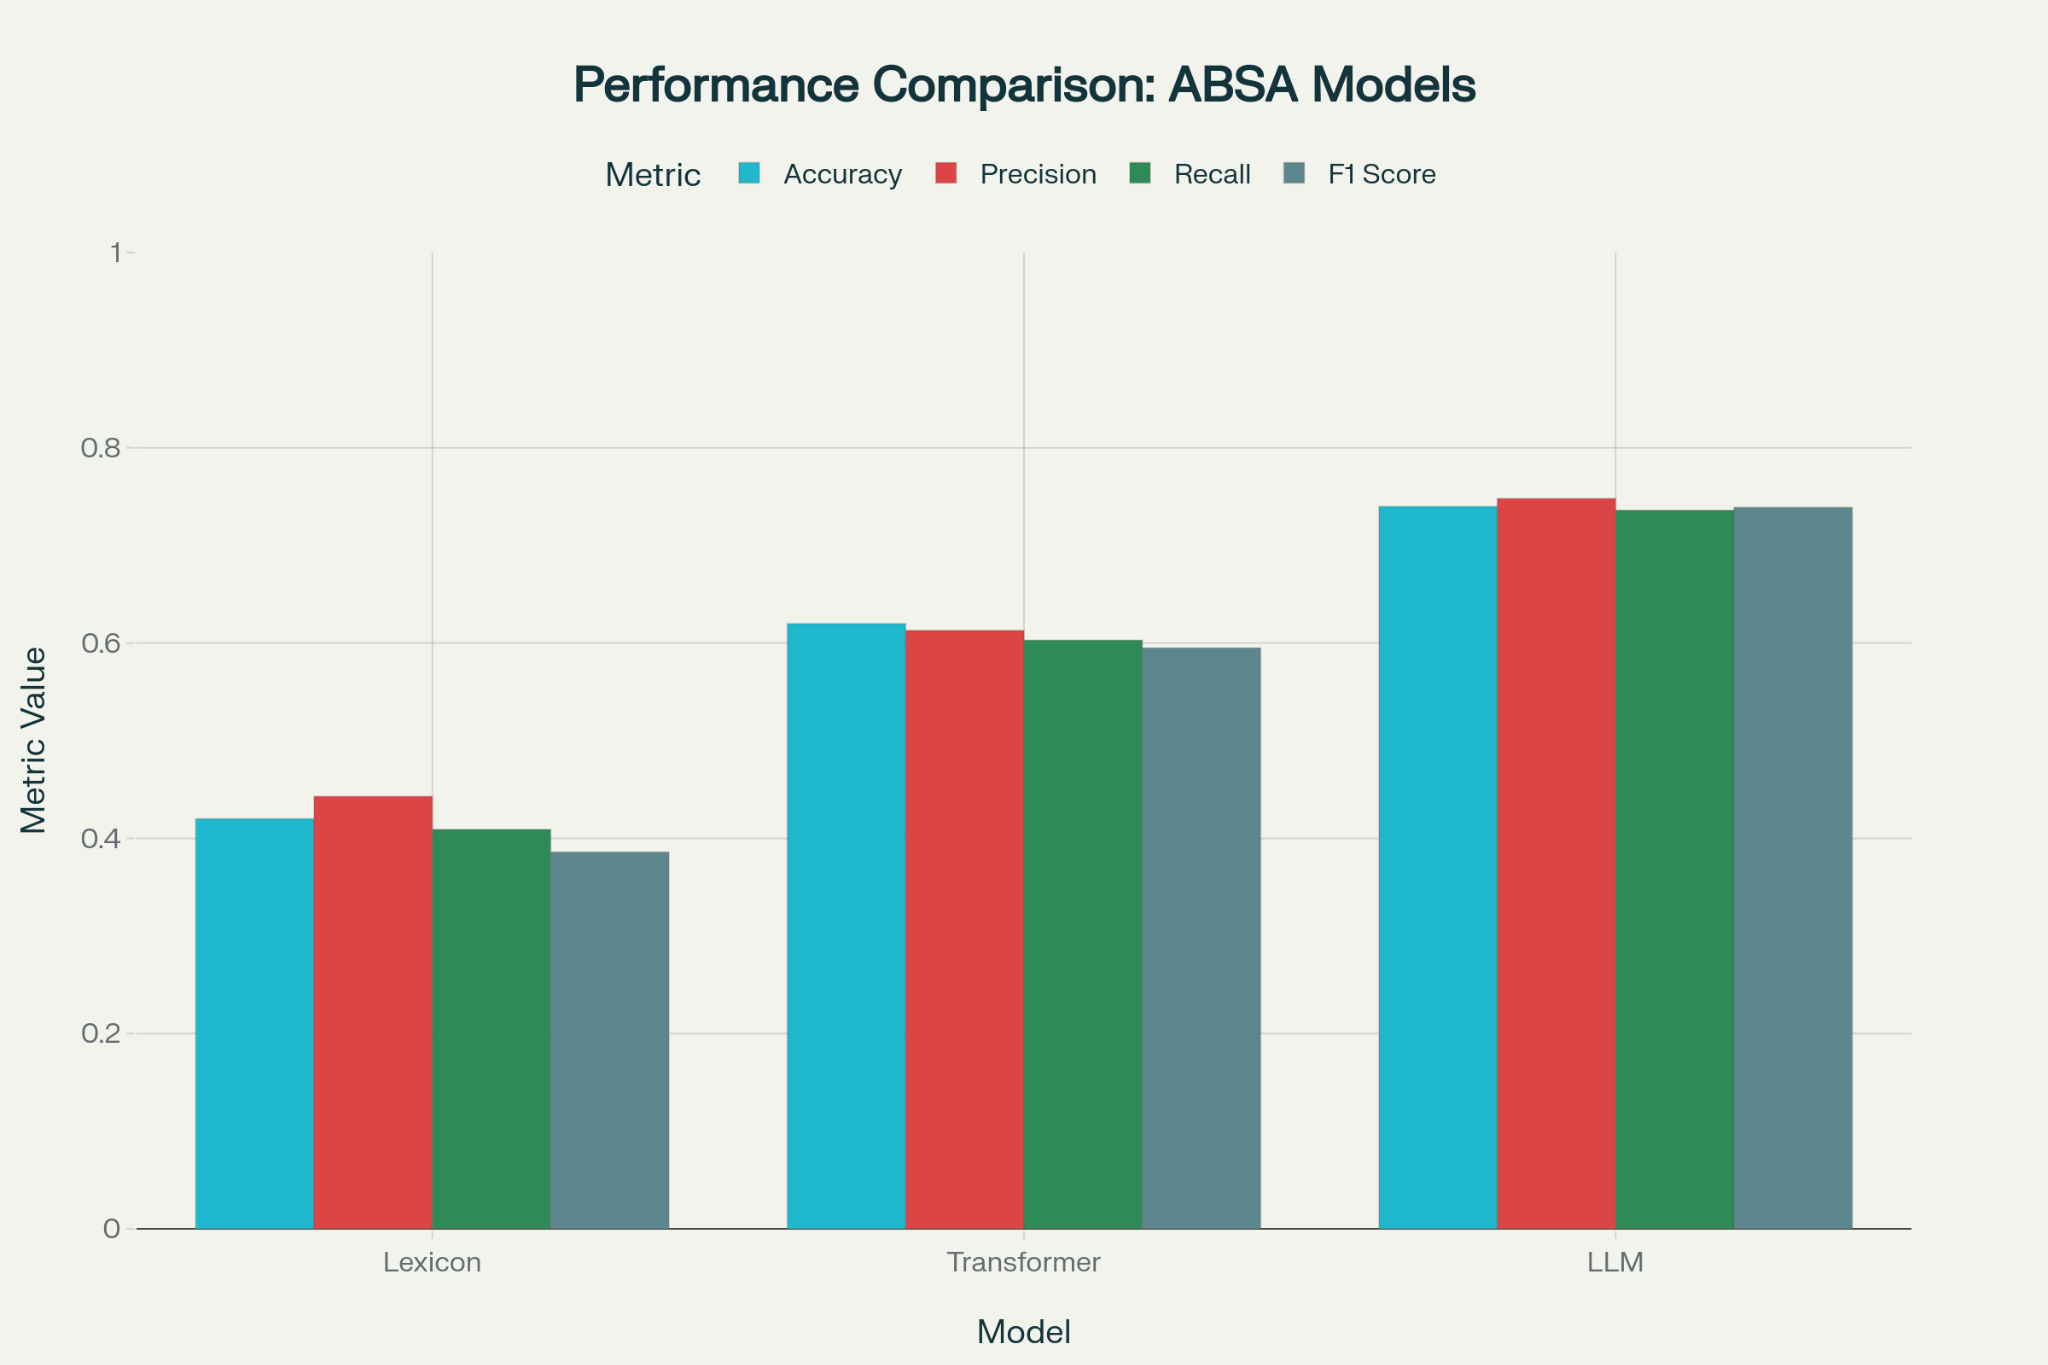 Performance Comparison: ABSA Models
Metric Accuracy Precision Recall F1 Score
1
0.8
0.6
0.4
0.2
0
Metric Value
Lexicon Transformer LLM
Model